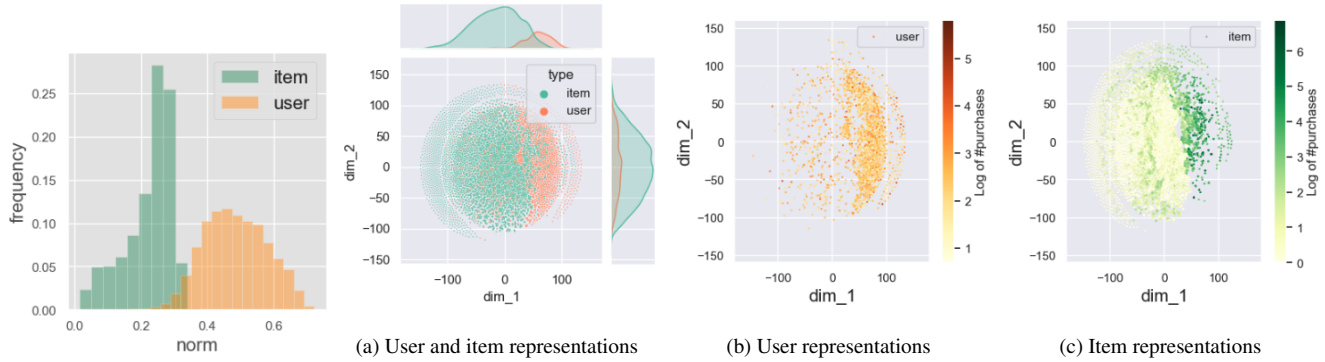 item
user
frequency
0.25
0.20
0.15
0.10
0.05
0.00
0.0 0.2 0.4 0.6
norm
−100 0 100
type
item
user
dim_2
150
100
50
0
−50
−100
−150
−100 0 100
dim_1
(a) User and item representations
user
dim_2
150
100
50
0
−50
−100
−150
−100 0 100
dim_1
Log of #purchases
5
4
3
2
1
(b) User representations
item
dim_2
150
100
50
0
−50
−100
−150
−100 0 100
dim_1
Log of #purchases
6
5
4
3
2
1
0
(c) Item representations